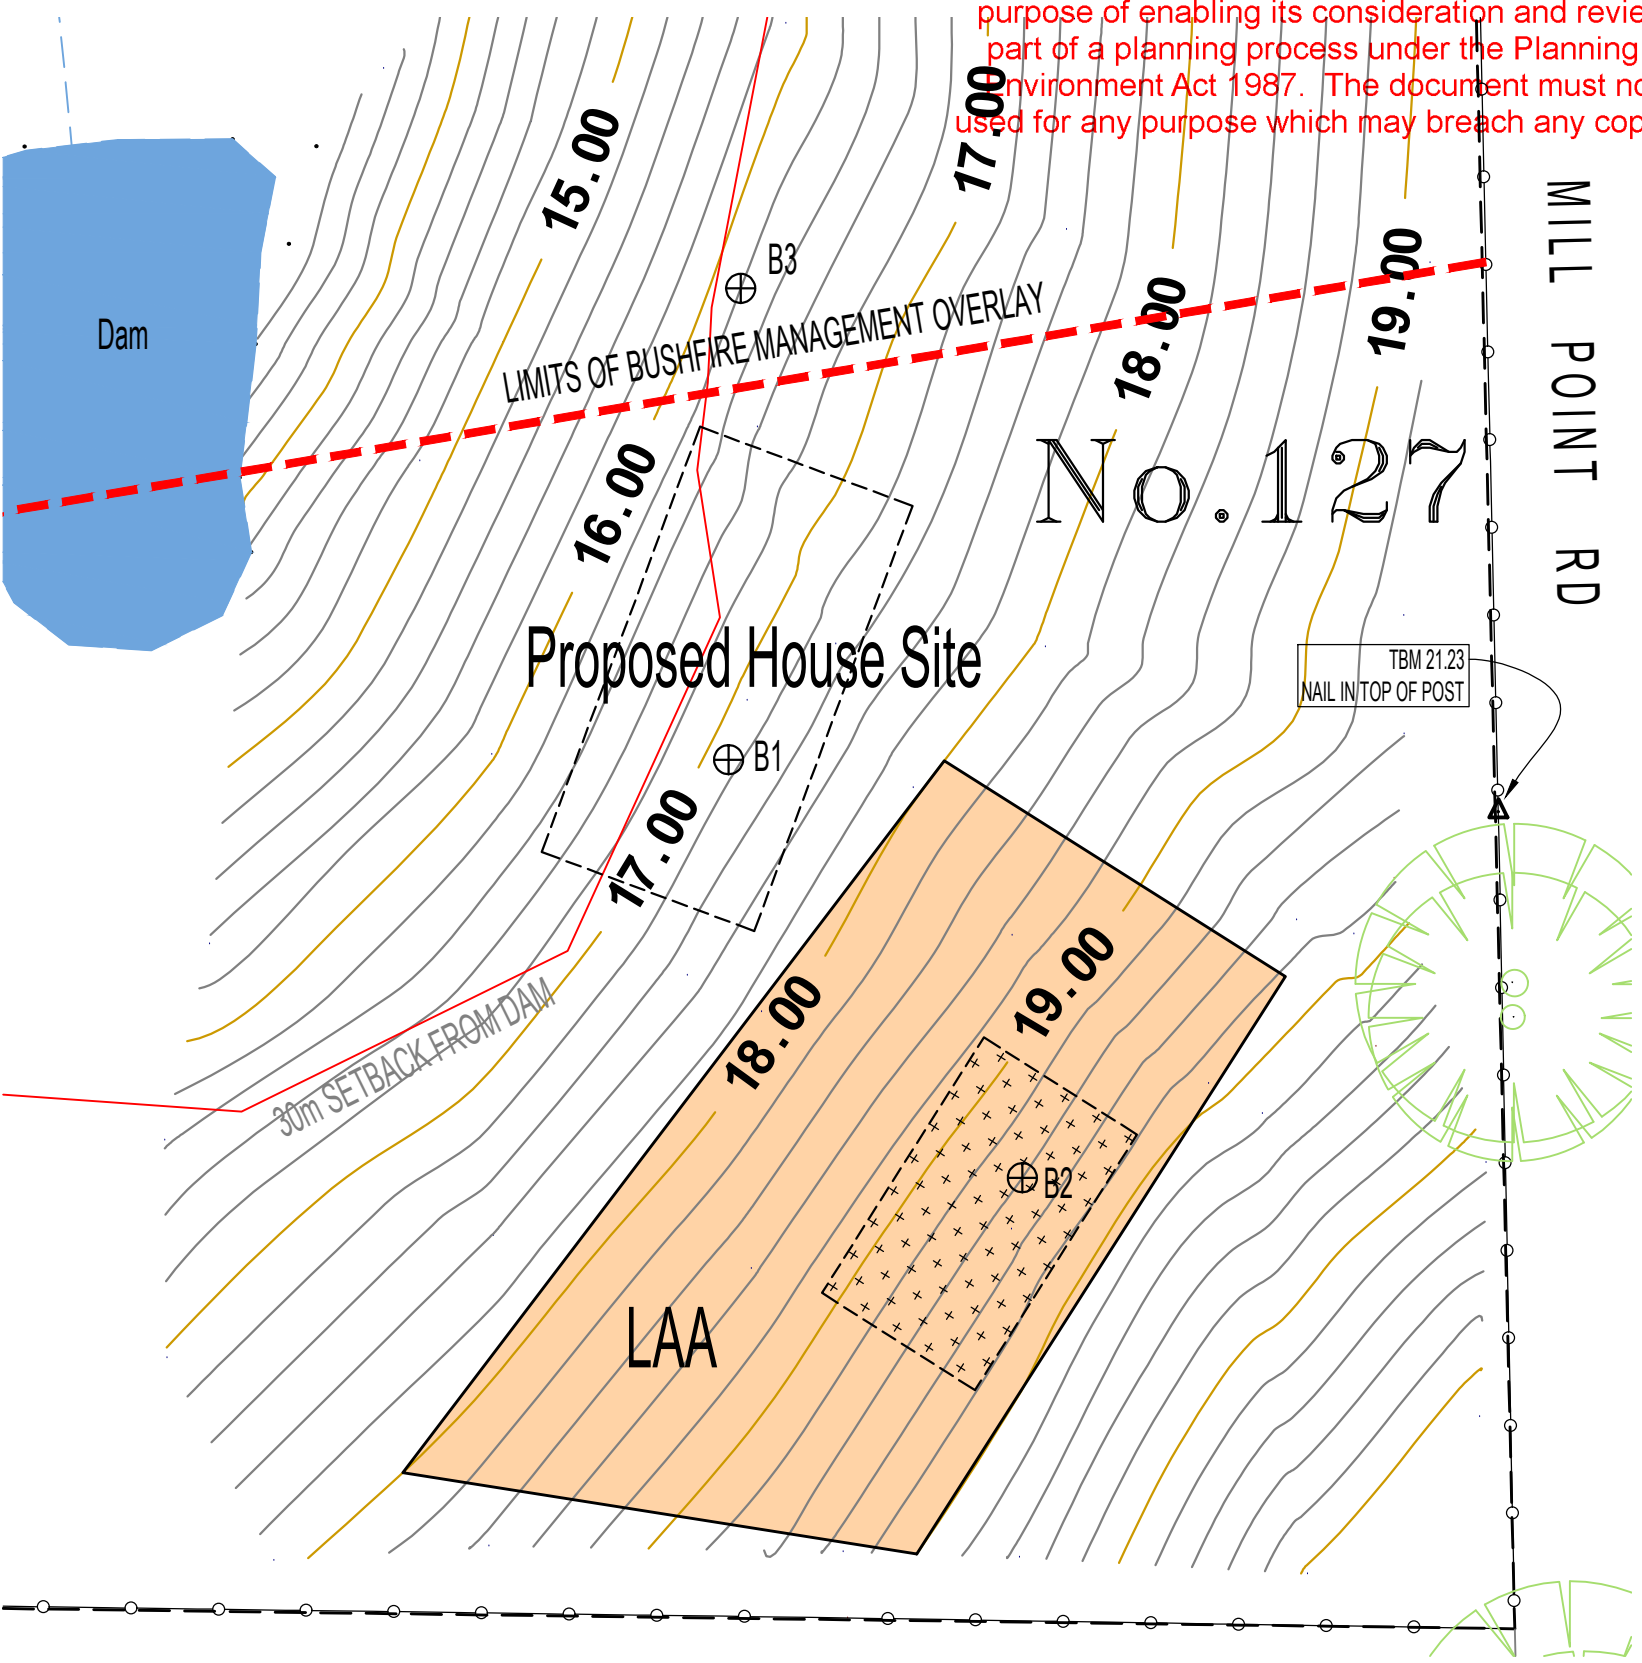 purpose of enabling its consideration and revie
part of a planning process under the Planning
Environment Act 1987. The document must no
used for any purpose which may breach any cop
15.00
17.00
B3
Dam
LIMITS OF BUSHFIRE MANAGEMENT OVERLAY
18.00
19.00
MILL POINT RD
No.127
16.00
Proposed House Site
TBM 21.23
NAIL IN TOP OF POST
B1
17.00
18.00
19.00
30m SETBACK FROM DAM
B2
LAA